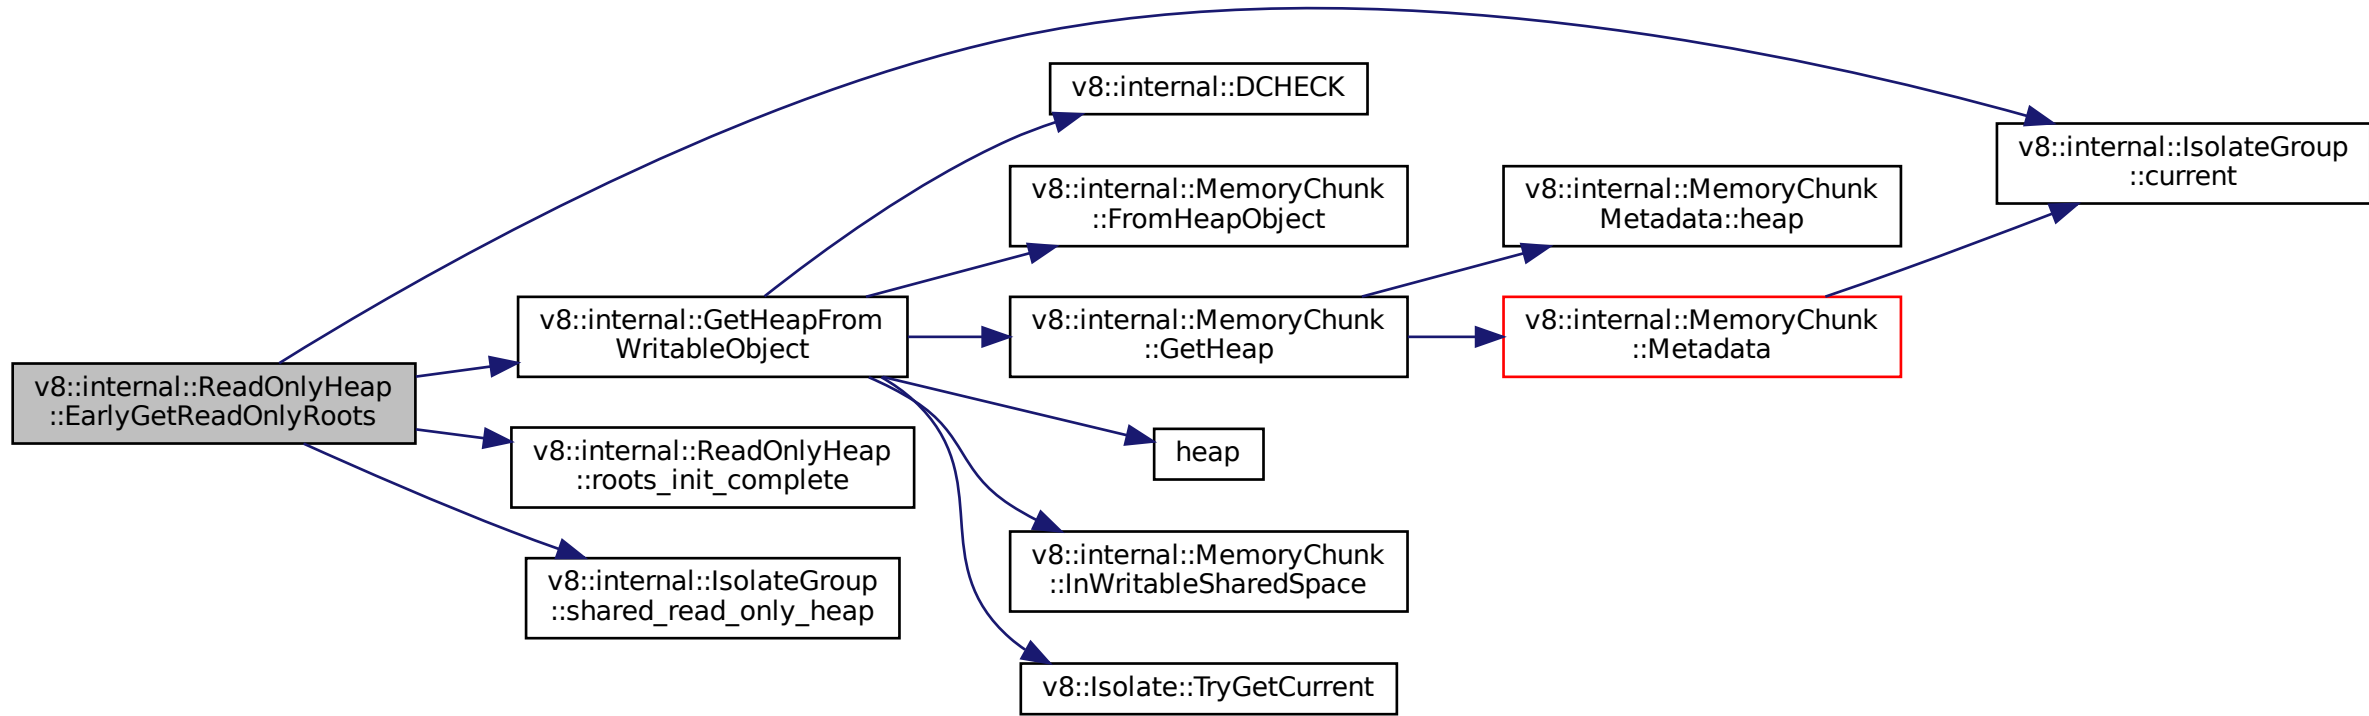 v8::internal::ReadOnlyHeap
::EarlyGetReadOnlyRoots
v8::internal::GetHeapFrom
WritableObject
v8::internal::ReadOnlyHeap
::roots_init_complete
v8::internal::IsolateGroup
::shared_read_only_heap
v8::internal::DCHECK
v8::internal::MemoryChunk
::FromHeapObject
v8::internal::MemoryChunk
::GetHeap
heap
v8::internal::MemoryChunk
::InWritableSharedSpace
v8::Isolate::TryGetCurrent
v8::internal::MemoryChunk
Metadata::heap
v8::internal::MemoryChunk
::Metadata
v8::internal::IsolateGroup
::current